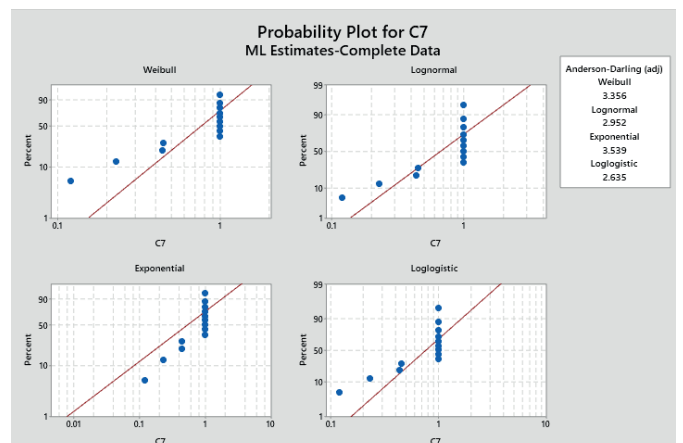 Probability Plot for C7
ML Estimates-Complete Data
Weibull
Percent
90
50
10
1
0.1
1
C7
Lognormal
Percent
99
90
50
10
1
0.1
1
C7
Anderson-Darling (adj)
Weibull
3.356
Lognormal
2.952
Exponential
3.539
Loglogistic
2.635
Exponential
Percent
90
50
10
1
0.01
0.1
1
10
C7
Loglogistic
Percent
99
90
50
10
1
0.1
1
10
C7